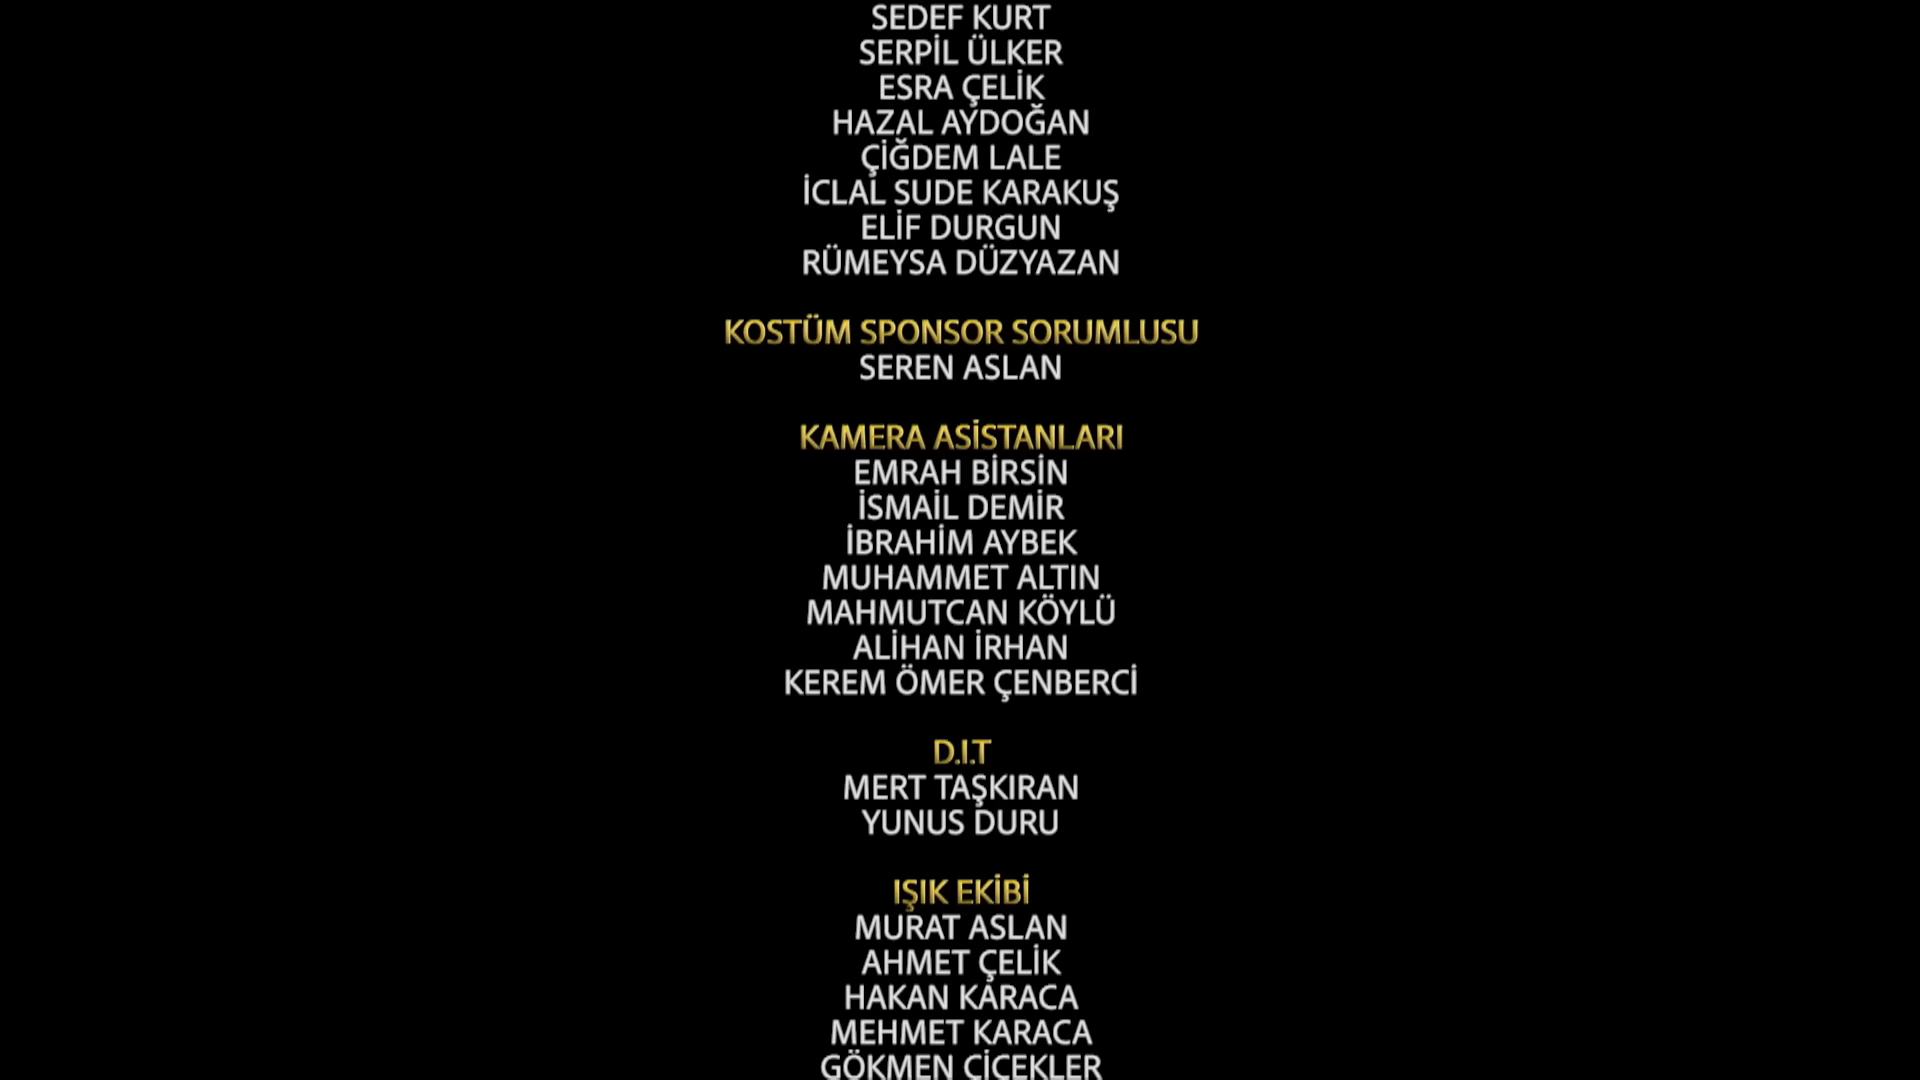 SEDEF KURT
SERPİL ÜLKER
ESRA ÇELİK
HAZAL AYDOĞAN
ÇİĞDEM LALE
İCLAL SUDE KARAKUŞ
ELİF DURGUN
RÜMEYSA DÜZYAZAN
KOSTÜM SPONSOR SORUMLUSU
SEREN ASLAN
KAMERA ASİSTANLARI
EMRAH BİRSİN
İSMAİL DEMİR
İBRAHİM AYBEK
MUHAMMET ALTIN
MAHMUTCAN KÖYLÜ
ALİHAN İRHAN
KEREM ÖMER ÇENBERCİ
D.I.T
MERT TAŞKIRAN
YUNUS DURU
IŞIK EKİBİ
MURAT ASLAN
AHMET ÇELİK
HAKAN KARACA
MEHMET KARACA
GÖKMEN ÇİÇEKLER